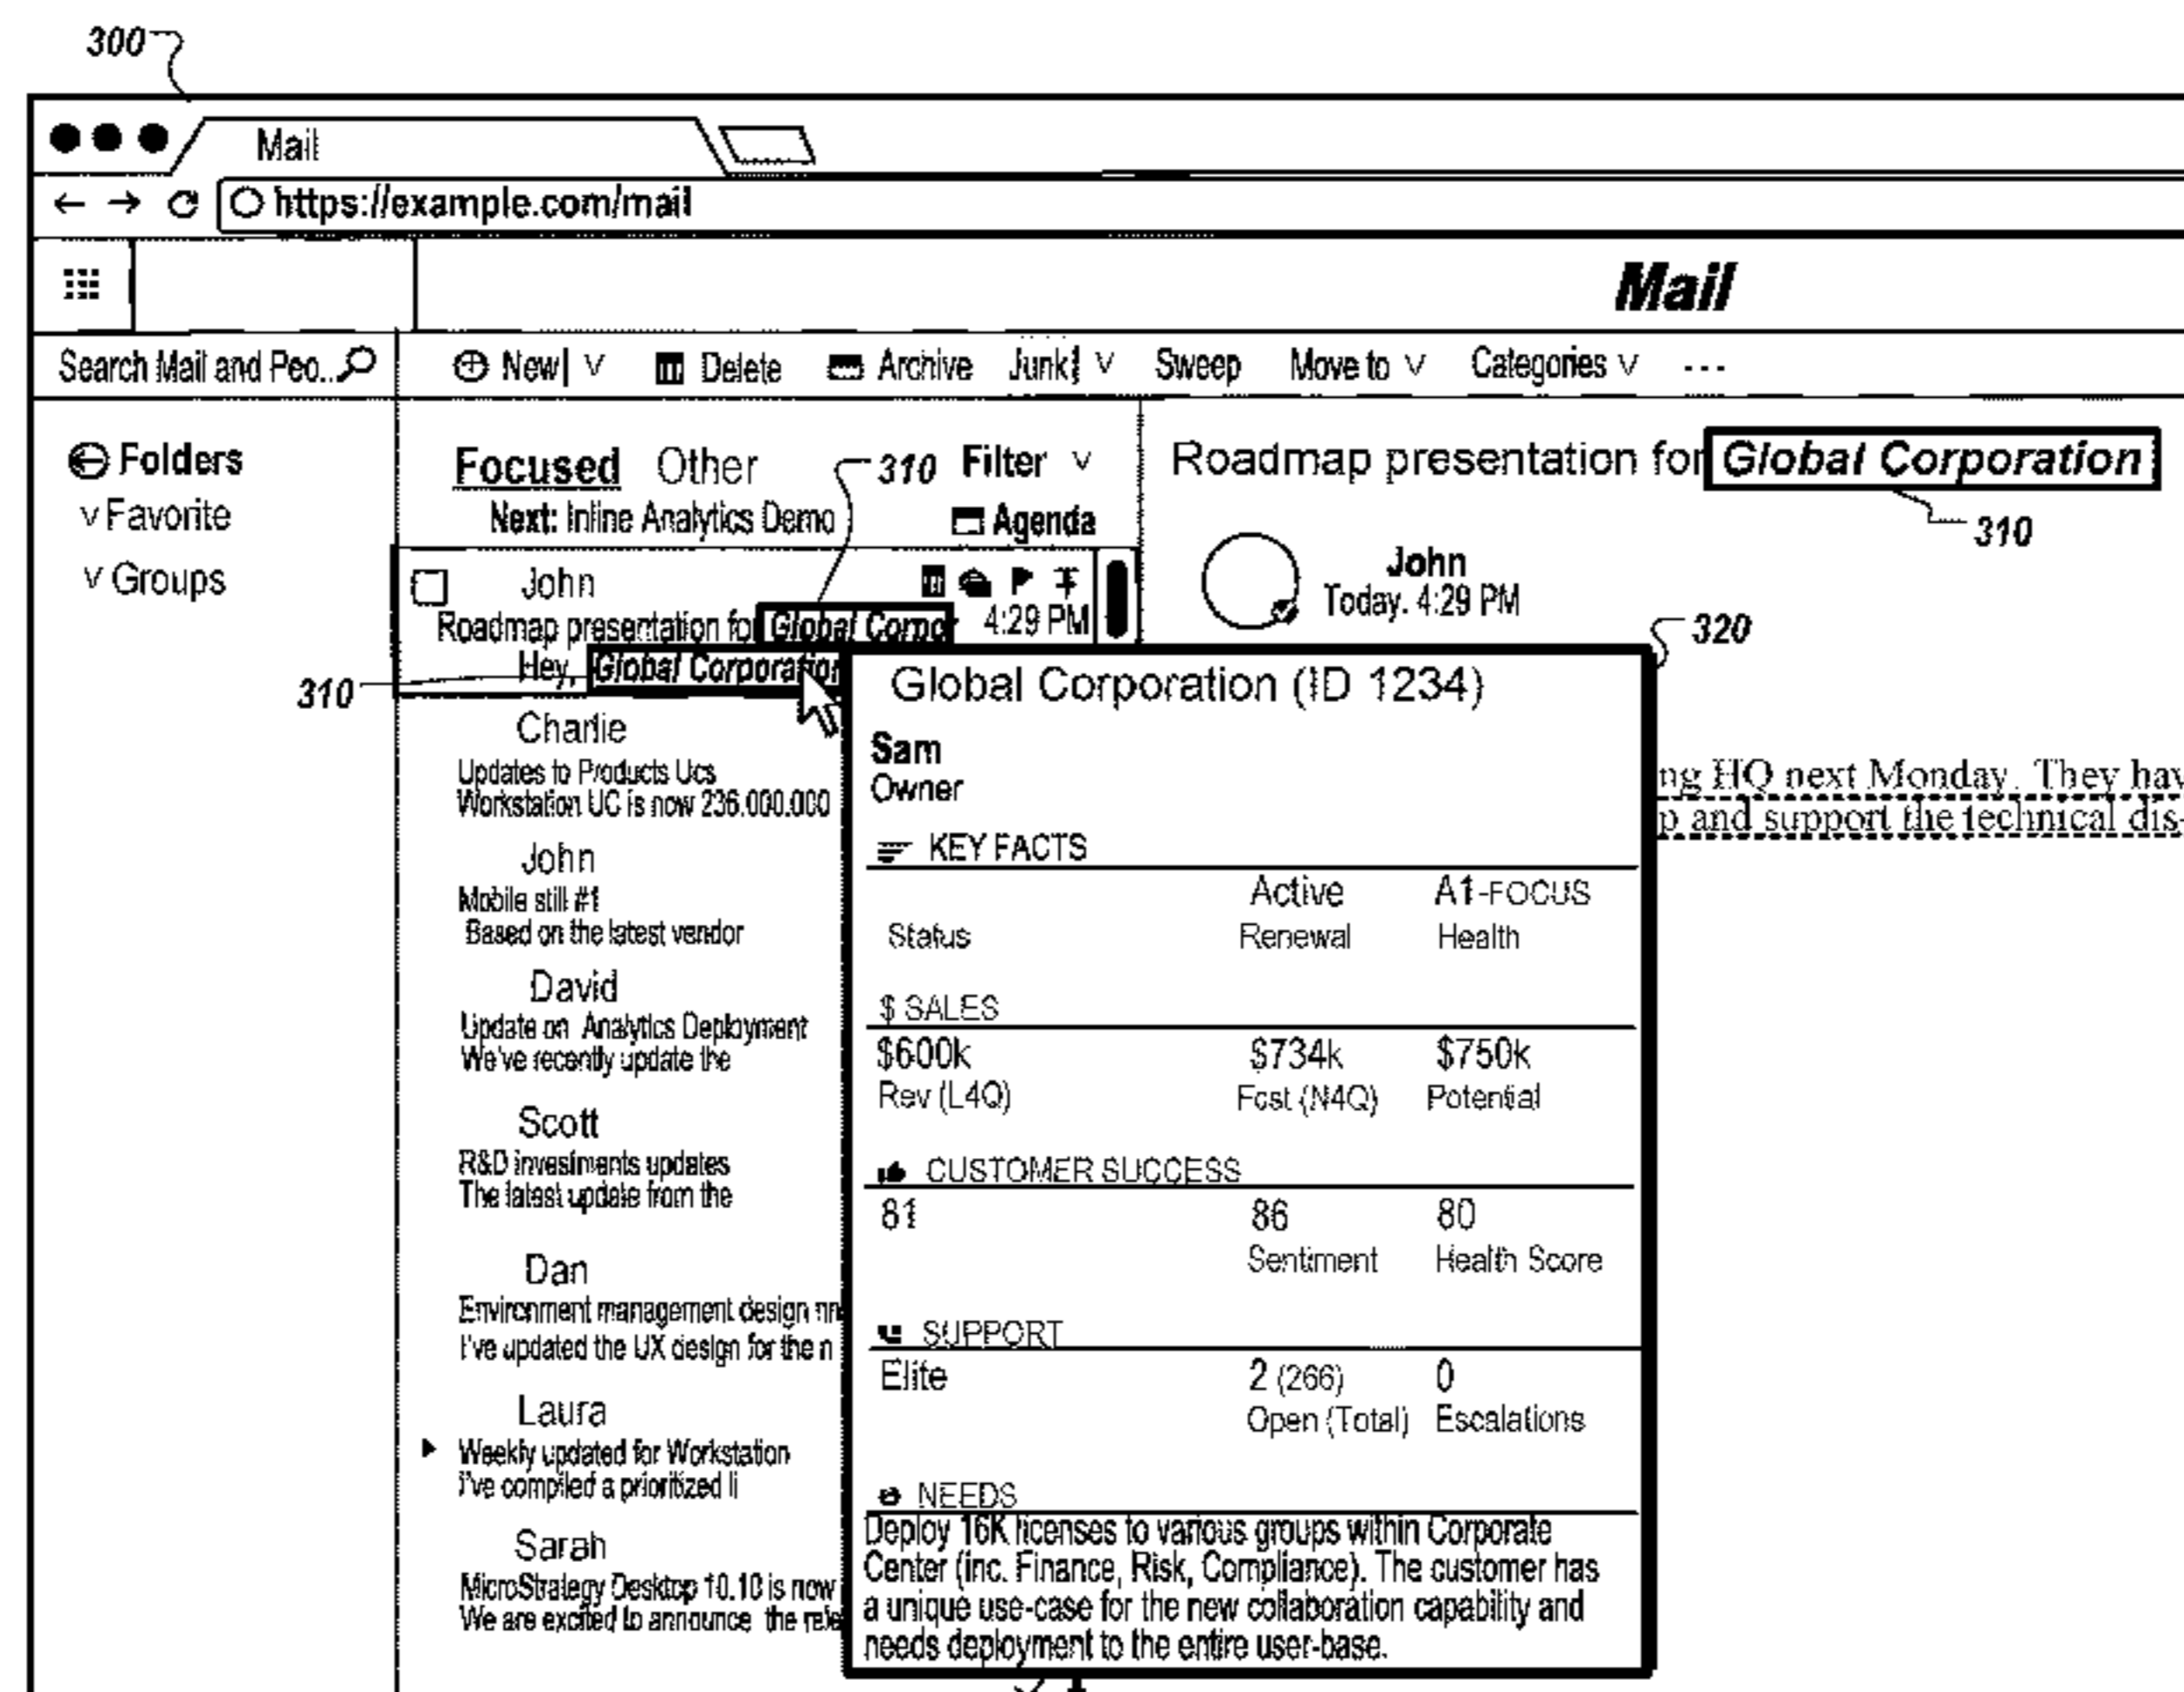 300
Mail
https://example.com/mail
Mail
Search Mail and Peo...
New Delete Archive Junk Sweep Move to Categories ...
Folders
Favorite
Groups
Focused Other 310 Filter
Next: Inline Analytics Demo Agenda
John
Roadmap presentation for Global Corpor 4:29 PM
Hey, Global Corporation
310
Charlie
Updates to Products Ucs
Workstation UC is now 236.000.000
John
Mobile still #1
Based on the latest vendor
David
Update on Analytics Deployment
We've recently update the
Scott
R&D investments updates
The latest update from the
Dan
Environment management design
I've updated the UX design for the n
Laura
Weekly updated for Workstation
I've compiled a prioritized li
Sarah
MicroStrategy Desktop 10.10 is now
We are excited to announce the rele
Roadmap presentation for Global Corporation
310
John
Today. 4:29 PM
320
ng HQ next Monday. They hav
p and support the technical dis-
Global Corporation (ID 1234)
Sam
Owner
KEY FACTS
Active A1-FOCUS
Status Renewal Health
$ SALES
$600k $734k $750k
Rev (L4Q) Fcst (N4Q) Potential
CUSTOMER SUCCESS
81 86 80
Sentiment Health Score
SUPPORT
Elite 2 (266) 0
Open (Total) Escalations
NEEDS
Deploy 16K licenses to various groups within Corporate
Center (inc. Finance, Risk, Compliance). The customer has
a unique use-case for the new collaboration capability and
needs deployment to the entire user-base.